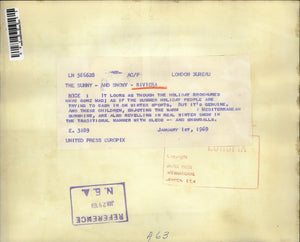 LN 565628 AC/F LONDON BUREAU
THE SUNNY - AND SNOWY - RIVIERA
NICE : IT LOOKS AS THOUGH THE HOLIDAY BROCHURES
HAVE GONE MAD; AS IF THE SUMMER HOLIDAY PEOPLE ARE
TRYING TO CASH IN ON WINTER SPORTS. BUT IT'S GENUINE,
AND THESE CHILDREN, ENJOYING THE WARM MEDITERRANEAN
SUNSHINE, ARE ALSO REVELLING IN REAL WINTER SNOW IN
THE TRADITIONAL MANNER WITH SLEDS -- AND SNOWBALLS.
E. 3109 JANUARY 1st, 1969
UNITED PRESS EUROPIX
N.E.A.
REFERENCE
A63